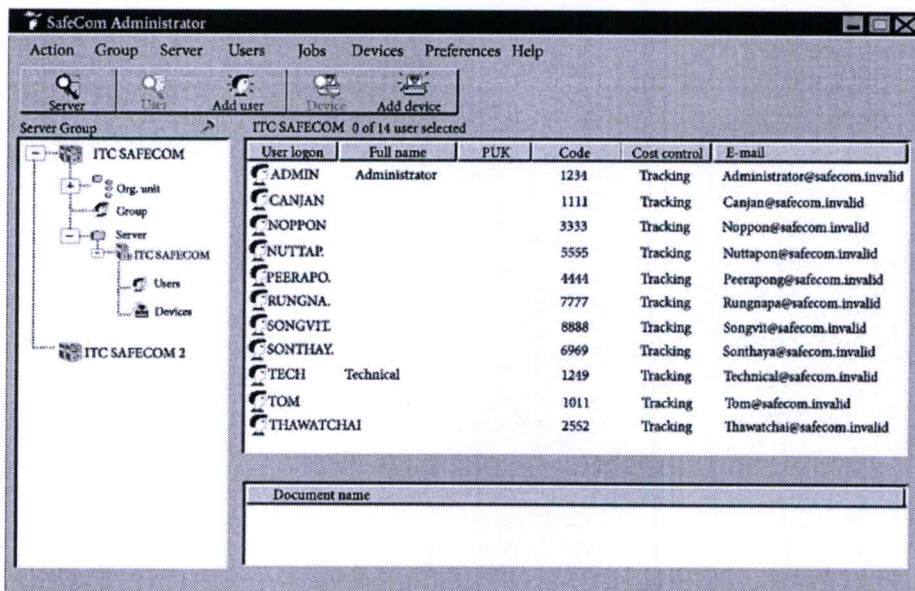 SafeCom Administrator
Action Group Server Users Jobs Devices Preferences Help
Server User Add user Device Add device
Server Group
ITC SAFECOM 0 of 14 user selected
ITC SAFECOM
Org. unit
Group
Server
ITC SAFECOM
Users
Devices
ITC SAFECOM 2
User logon Full name PUK Code Cost control E-mail
ADMIN Administrator 1234 Tracking Administrator@safecom.invalid
CANJAN 1111 Tracking Canjan@safecom.invalid
NOPPON 3333 Tracking Noppon@safecom.invalid
NUTTAP. 5555 Tracking Nuttapon@safecom.invalid
PEERAPO. 4444 Tracking Peerapong@safecom.invalid
RUNGNA. 7777 Tracking Rungnapa@safecom.invalid
SONGVIT. 8888 Tracking Songvit@safecom.invalid
SONTHAY. 6969 Tracking Sonthaya@safecom.invalid
TECH Technical 1249 Tracking Technical@safecom.invalid
TOM 1011 Tracking Tom@safecom.invalid
THAWATCHAI 2552 Tracking Thawatchai@safecom.invalid
Document name